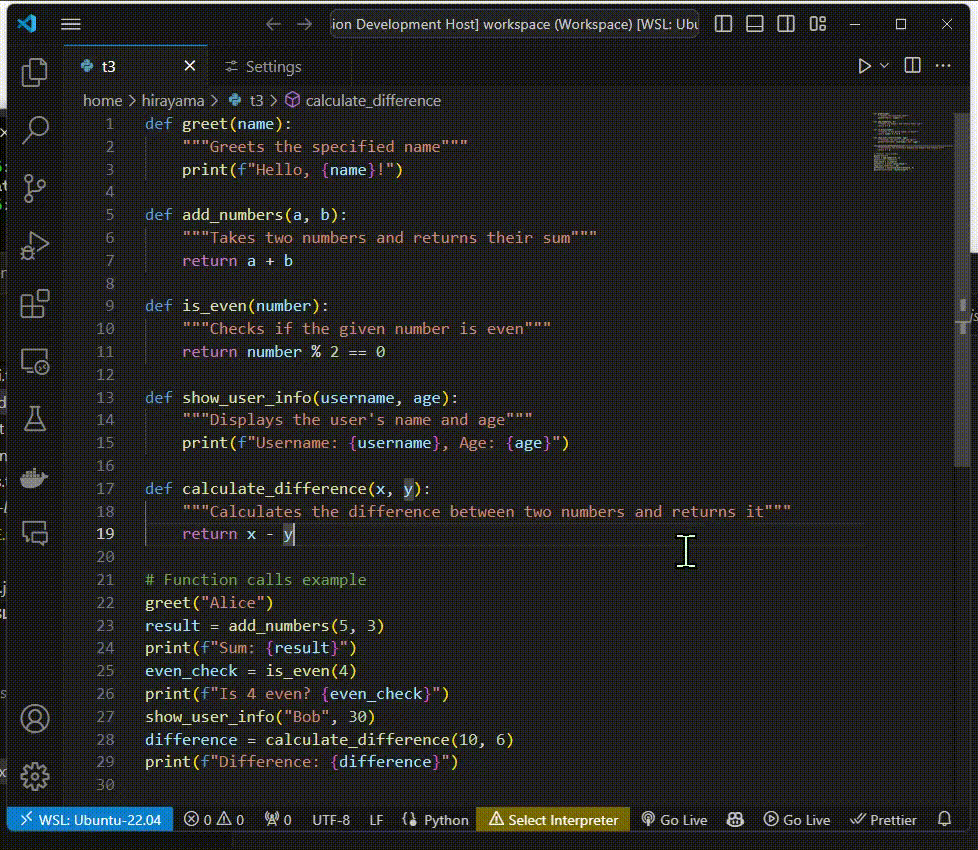 ion Development Host] workspace (Workspace) [WSL: Ubu
t3
Settings
home > hirayama > t3 > calculate_difference
1 def greet(name):
2 """Greets the specified name"""
3 print(f"Hello, {name}!")
4
5 def add_numbers(a, b):
6 """Takes two numbers and returns their sum"""
7 return a + b
8
9 def is_even(number):
10 """Checks if the given number is even"""
11 return number % 2 == 0
12
13 def show_user_info(username, age):
14 """Displays the user's name and age"""
15 print(f"Username: {username}, Age: {age}")
16
17 def calculate_difference(x, y):
18 """Calculates the difference between two numbers and returns it"""
19 return x - y
20
21 # Function calls example
22 greet("Alice")
23 result = add_numbers(5, 3)
24 print(f"Sum: {result}")
25 even_check = is_even(4)
26 print(f"Is 4 even? {even_check}")
27 show_user_info("Bob", 30)
28 difference = calculate_difference(10, 6)
29 print(f"Difference: {difference}")
30
WSL: Ubuntu-22.04 0 0 0 UTF-8 LF Python Select Interpreter Go Live Go Live Prettier